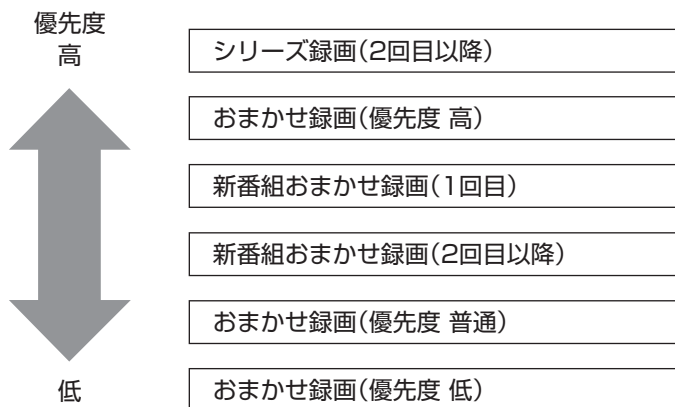 優先度
高
シリーズ録画（2回目以降）
おまかせ録画（優先度 高）
新番組おまかせ録画（1回目）
新番組おまかせ録画（2回目以降）
おまかせ録画（優先度 普通）
低
おまかせ録画（優先度 低）